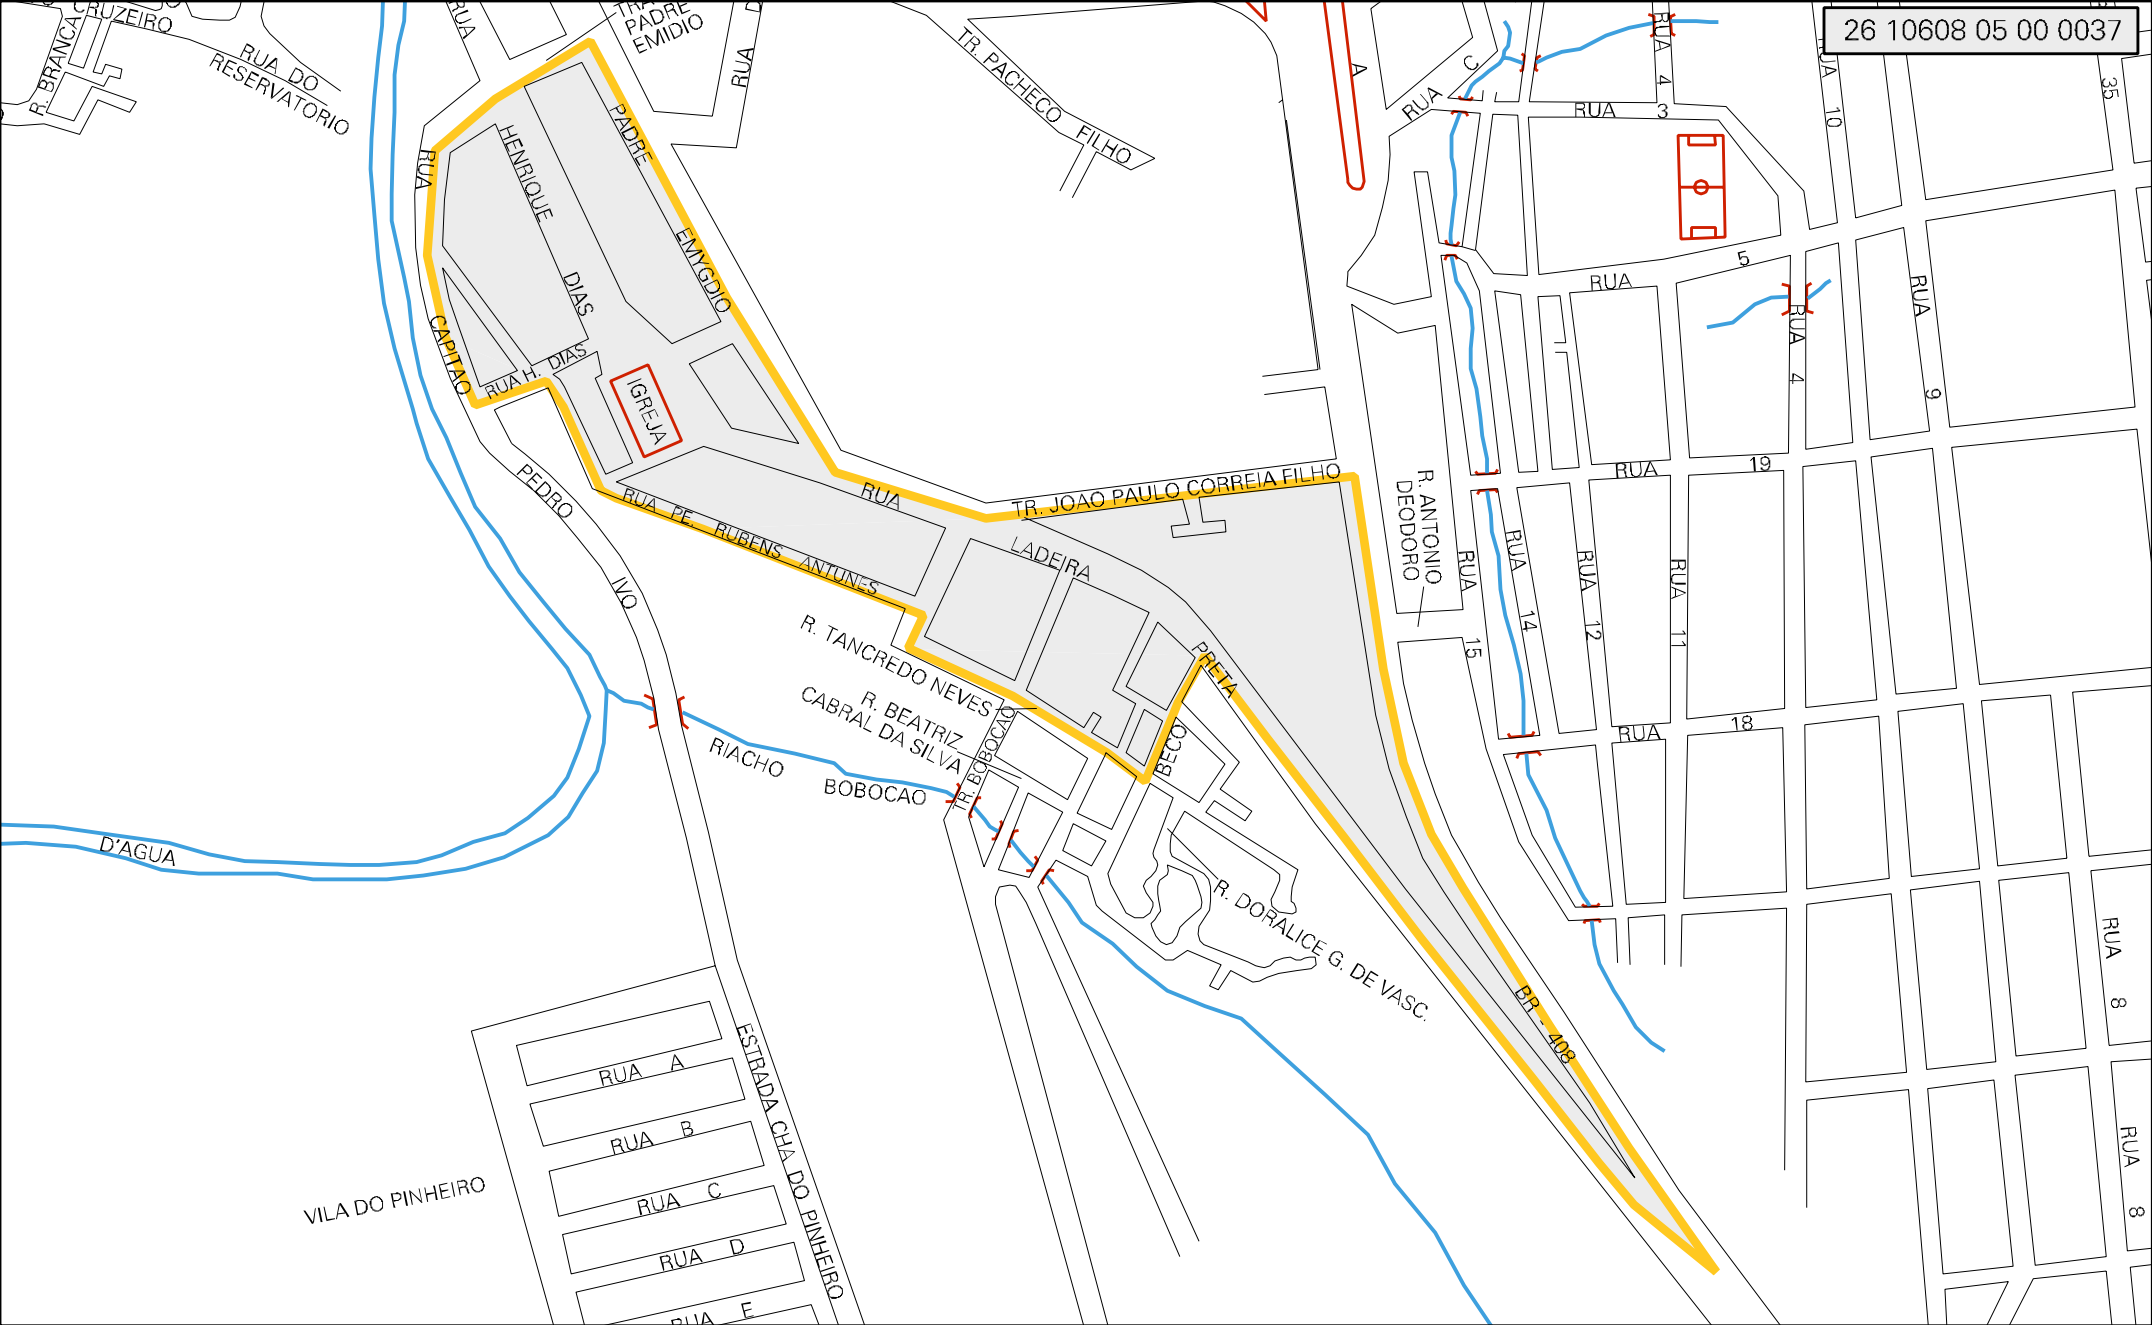 26 10608 05 00 0037
CRUZEIRO
RUA DO
RESERVATORIO
R. BRANCA
RUA
PADRE
EMIDIO
RUA D
TR. PACHECO FILHO
A
RUA C
RUA 4
RUA 3
RUA 10
35
RUA 5
RUA 4
RUA 9
RUA CAPITAO
PEDRO IVO
HENRIQUE DIAS
PADRE EMYGDIO
RUA H. DIAS
IGREJA
RUA
TR. JOAO PAULO CORREIA FILHO
RUA PE. RUBENS ANTUNES
LADEIRA PRETA
R. ANTONIO
DEODORO
RUA 15
RUA 14
RUA 12
RUA 11
RUA 19
RUA 18
R. TANCREDO NEVES
R. BEATRIZ
CABRAL DA SILVA
TR. BOBOCAO
BECO
RIACHO BOBOCAO
D'AGUA
R. DORALICE G. DE VASC.
BR - 408
ESTRADA CHA DO PINHEIRO
VILA DO PINHEIRO
RUA A
RUA B
RUA C
RUA D
RUA E
RUA 8
RUA 8